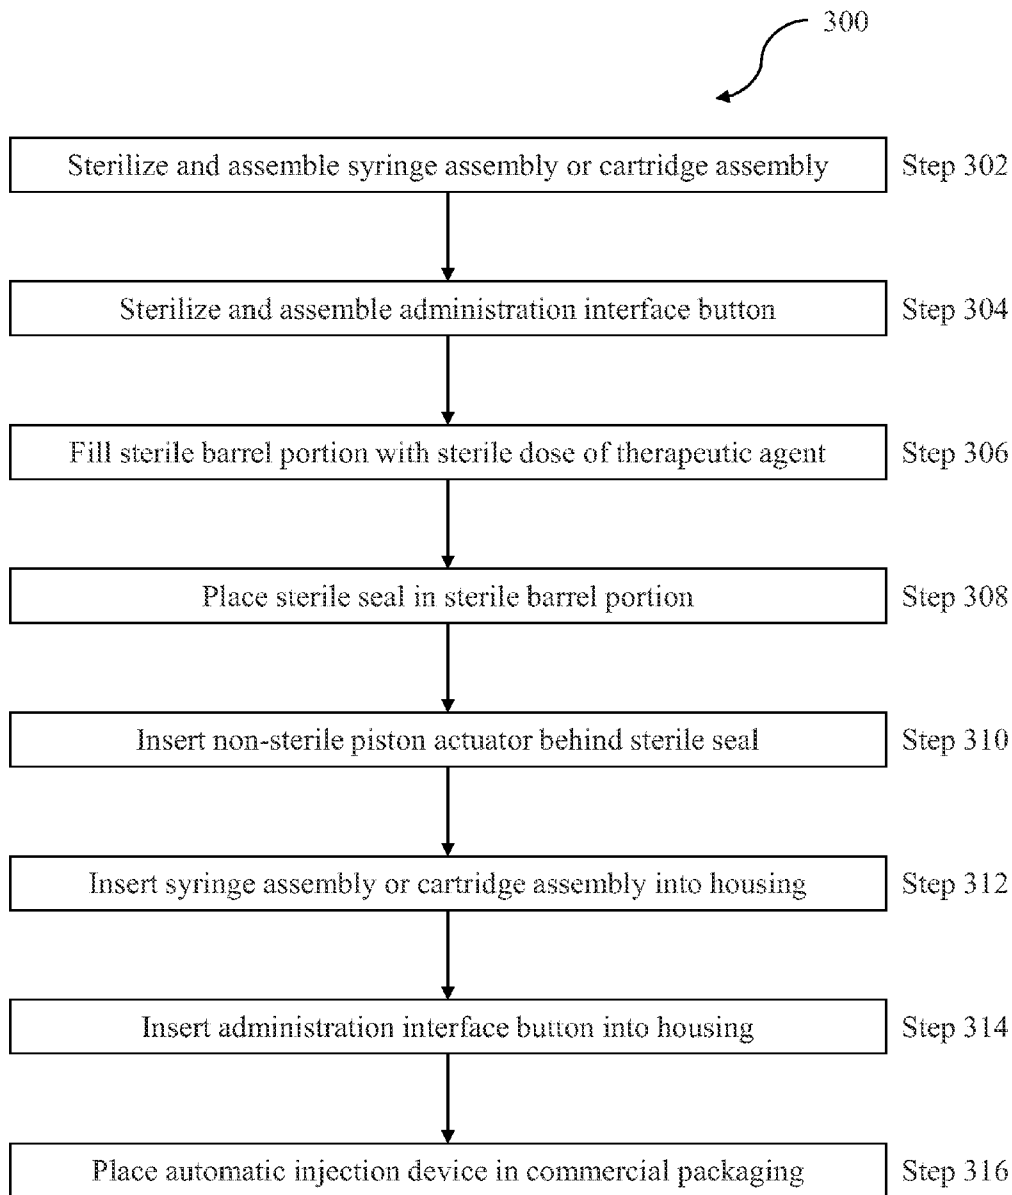 300
Sterilize and assemble syringe assembly or cartridge assembly Step 302
Sterilize and assemble administration interface button Step 304
Fill sterile barrel portion with sterile dose of therapeutic agent Step 306
Place sterile seal in sterile barrel portion Step 308
Insert non-sterile piston actuator behind sterile seal Step 310
Insert syringe assembly or cartridge assembly into housing Step 312
Insert administration interface button into housing Step 314
Place automatic injection device in commercial packaging Step 316